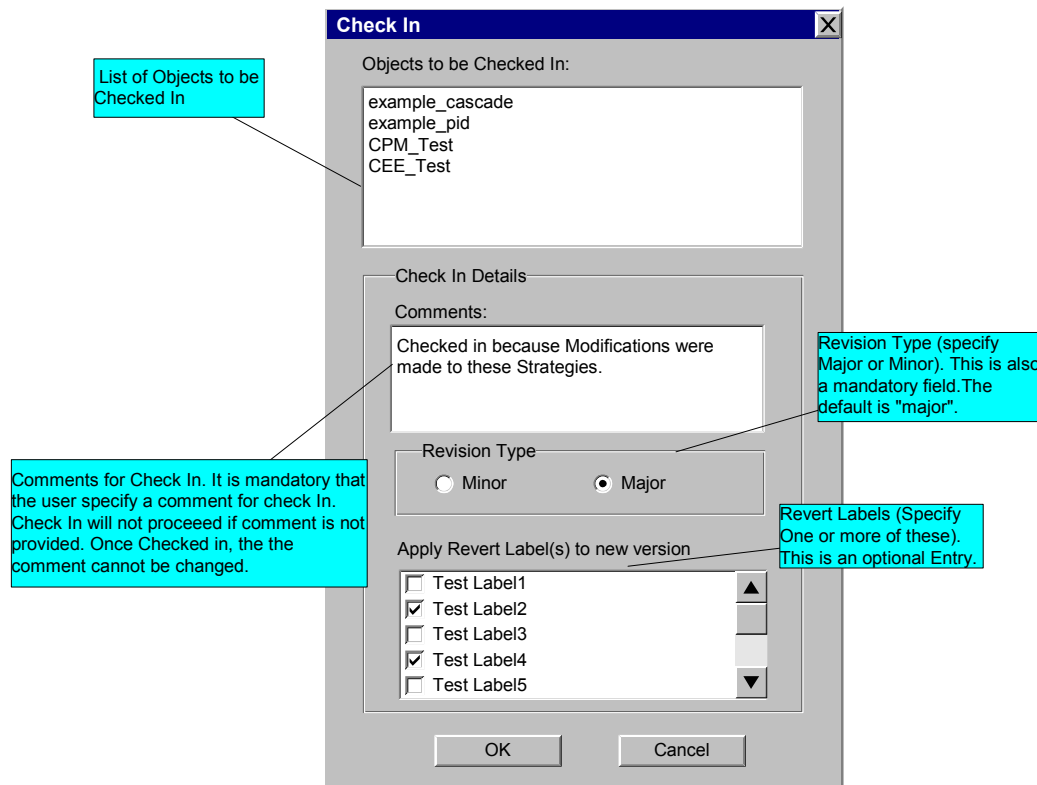 Check In
Objects to be Checked In:
List of Objects to be
Checked In
example_cascade
example_pid
CPM_Test
CEE_Test
Check In Details
Comments:
Checked in because Modifications were
made to these Strategies.
Revision Type (specify
Major or Minor). This is also
a mandatory field.The
default is "major".
Revision Type
Minor
Major
Comments for Check In. It is mandatory that
the user specify a comment for check In.
Check In will not proceeed if comment is not
provided. Once Checked in, the the
comment cannot be changed.
Revert Labels (Specify
One or more of these).
This is an optional Entry.
Apply Revert Label(s) to new version
Test Label1
Test Label2
Test Label3
Test Label4
Test Label5
OK
Cancel